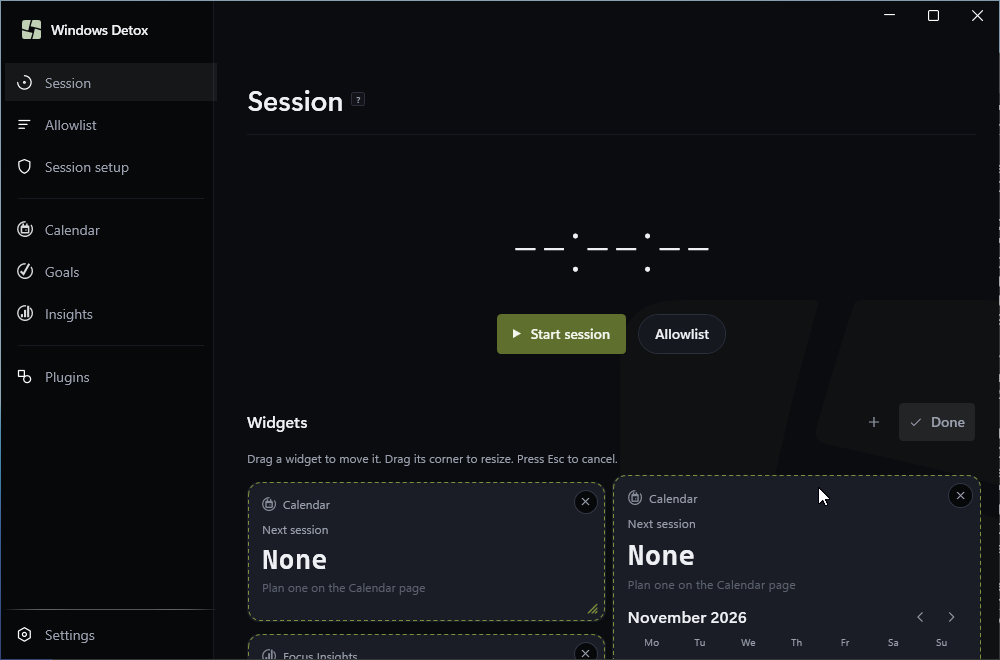 Windows Detox
Session
Allowlist
Session setup
Calendar
Goals
Insights
Plugins
Settings
Session ?
--:--:--
Start session
Allowlist
Widgets
Done
Drag a widget to move it. Drag its corner to resize. Press Esc to cancel.
Calendar
Next session
None
Plan one on the Calendar page
Focus Insights
Calendar
Next session
None
Plan one on the Calendar page
November 2026
Mo Tu We Th Fr Sa Su